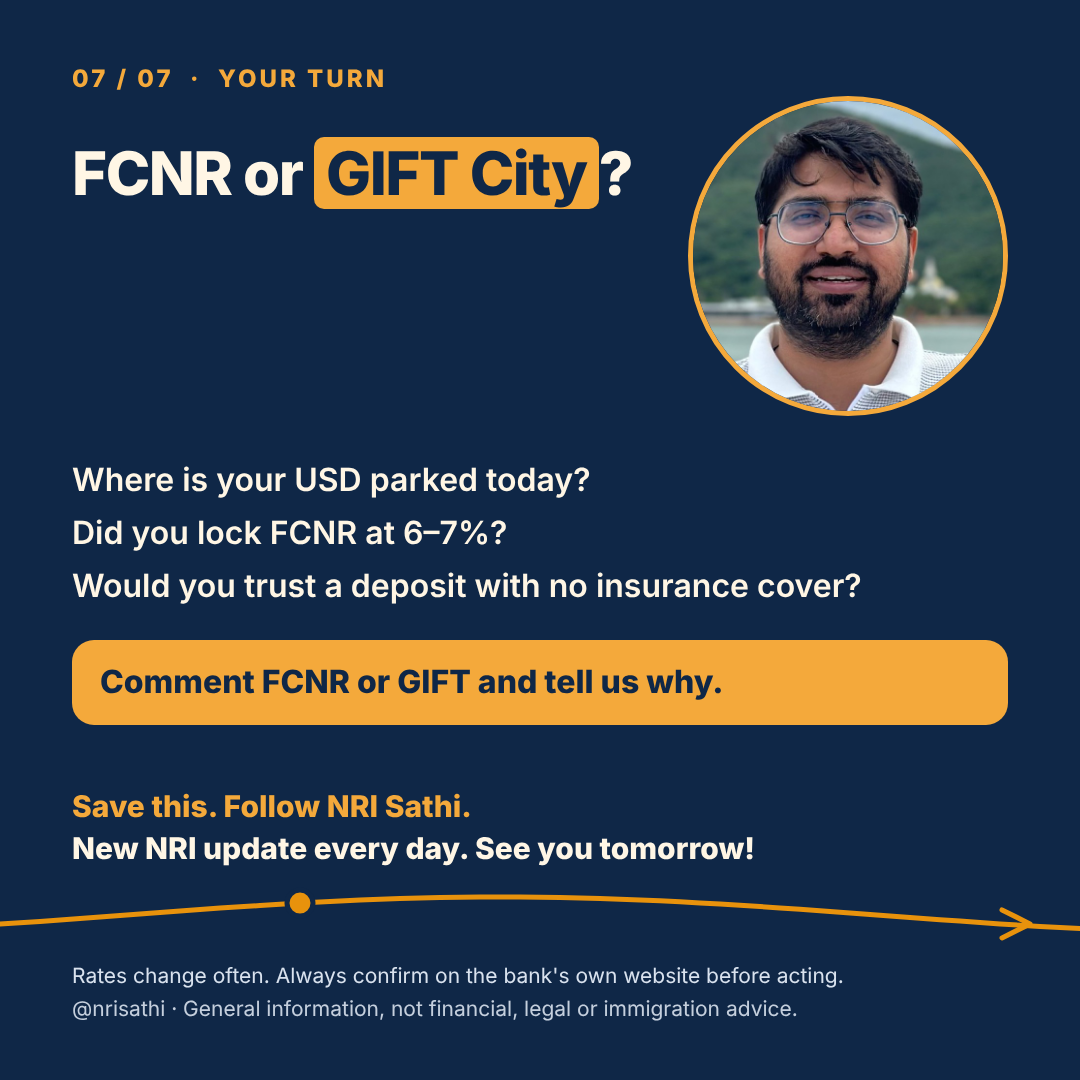 07 / 07 · YOUR TURN
FCNR or GIFT City?
Where is your USD parked today?
Did you lock FCNR at 6–7%?
Would you trust a deposit with no insurance cover?
Comment FCNR or GIFT and tell us why.
Save this. Follow NRI Sathi.
New NRI update every day. See you tomorrow!
Rates change often. Always confirm on the bank's own website before acting.
@nrisathi · General information, not financial, legal or immigration advice.